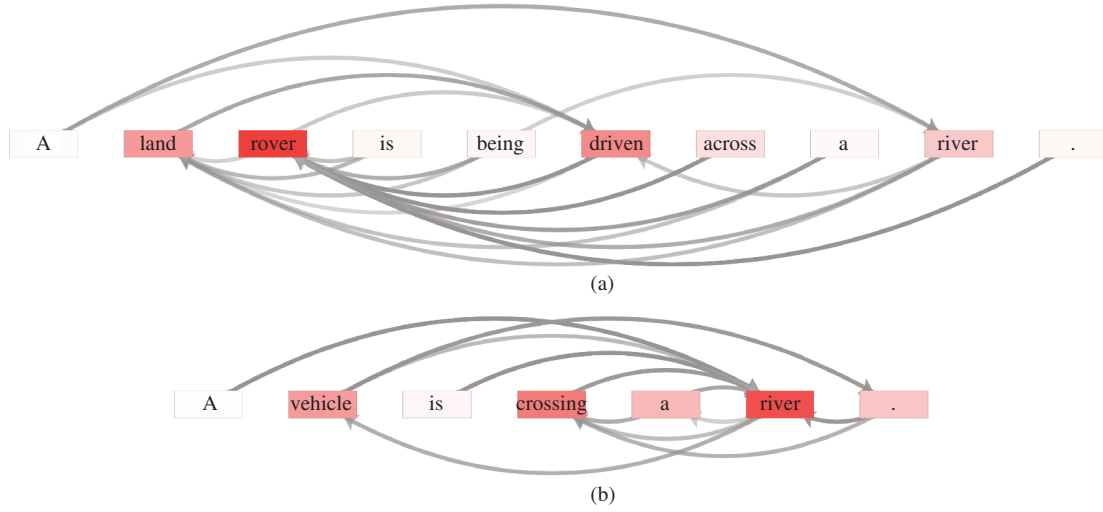 A land rover is being driven across a river .
(a)
A vehicle is crossing a river .
(b)